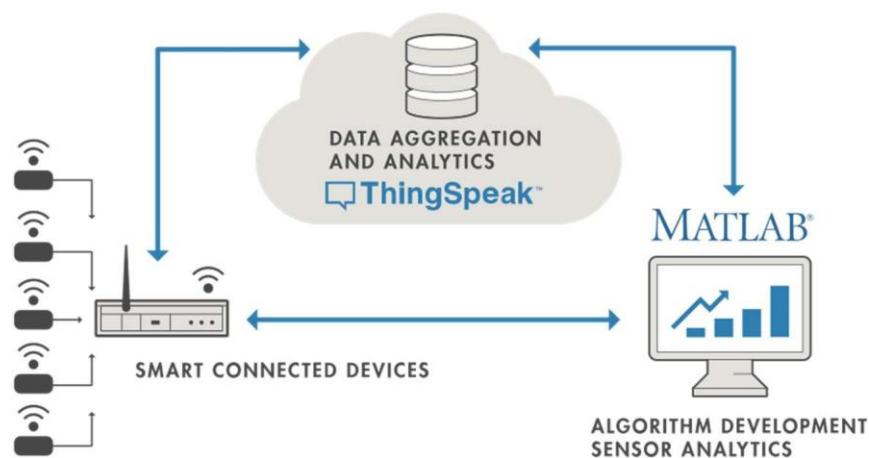 DATA AGGREGATION
AND ANALYTICS
ThingSpeak™
MATLAB®
SMART CONNECTED DEVICES
ALGORITHM DEVELOPMENT
SENSOR ANALYTICS